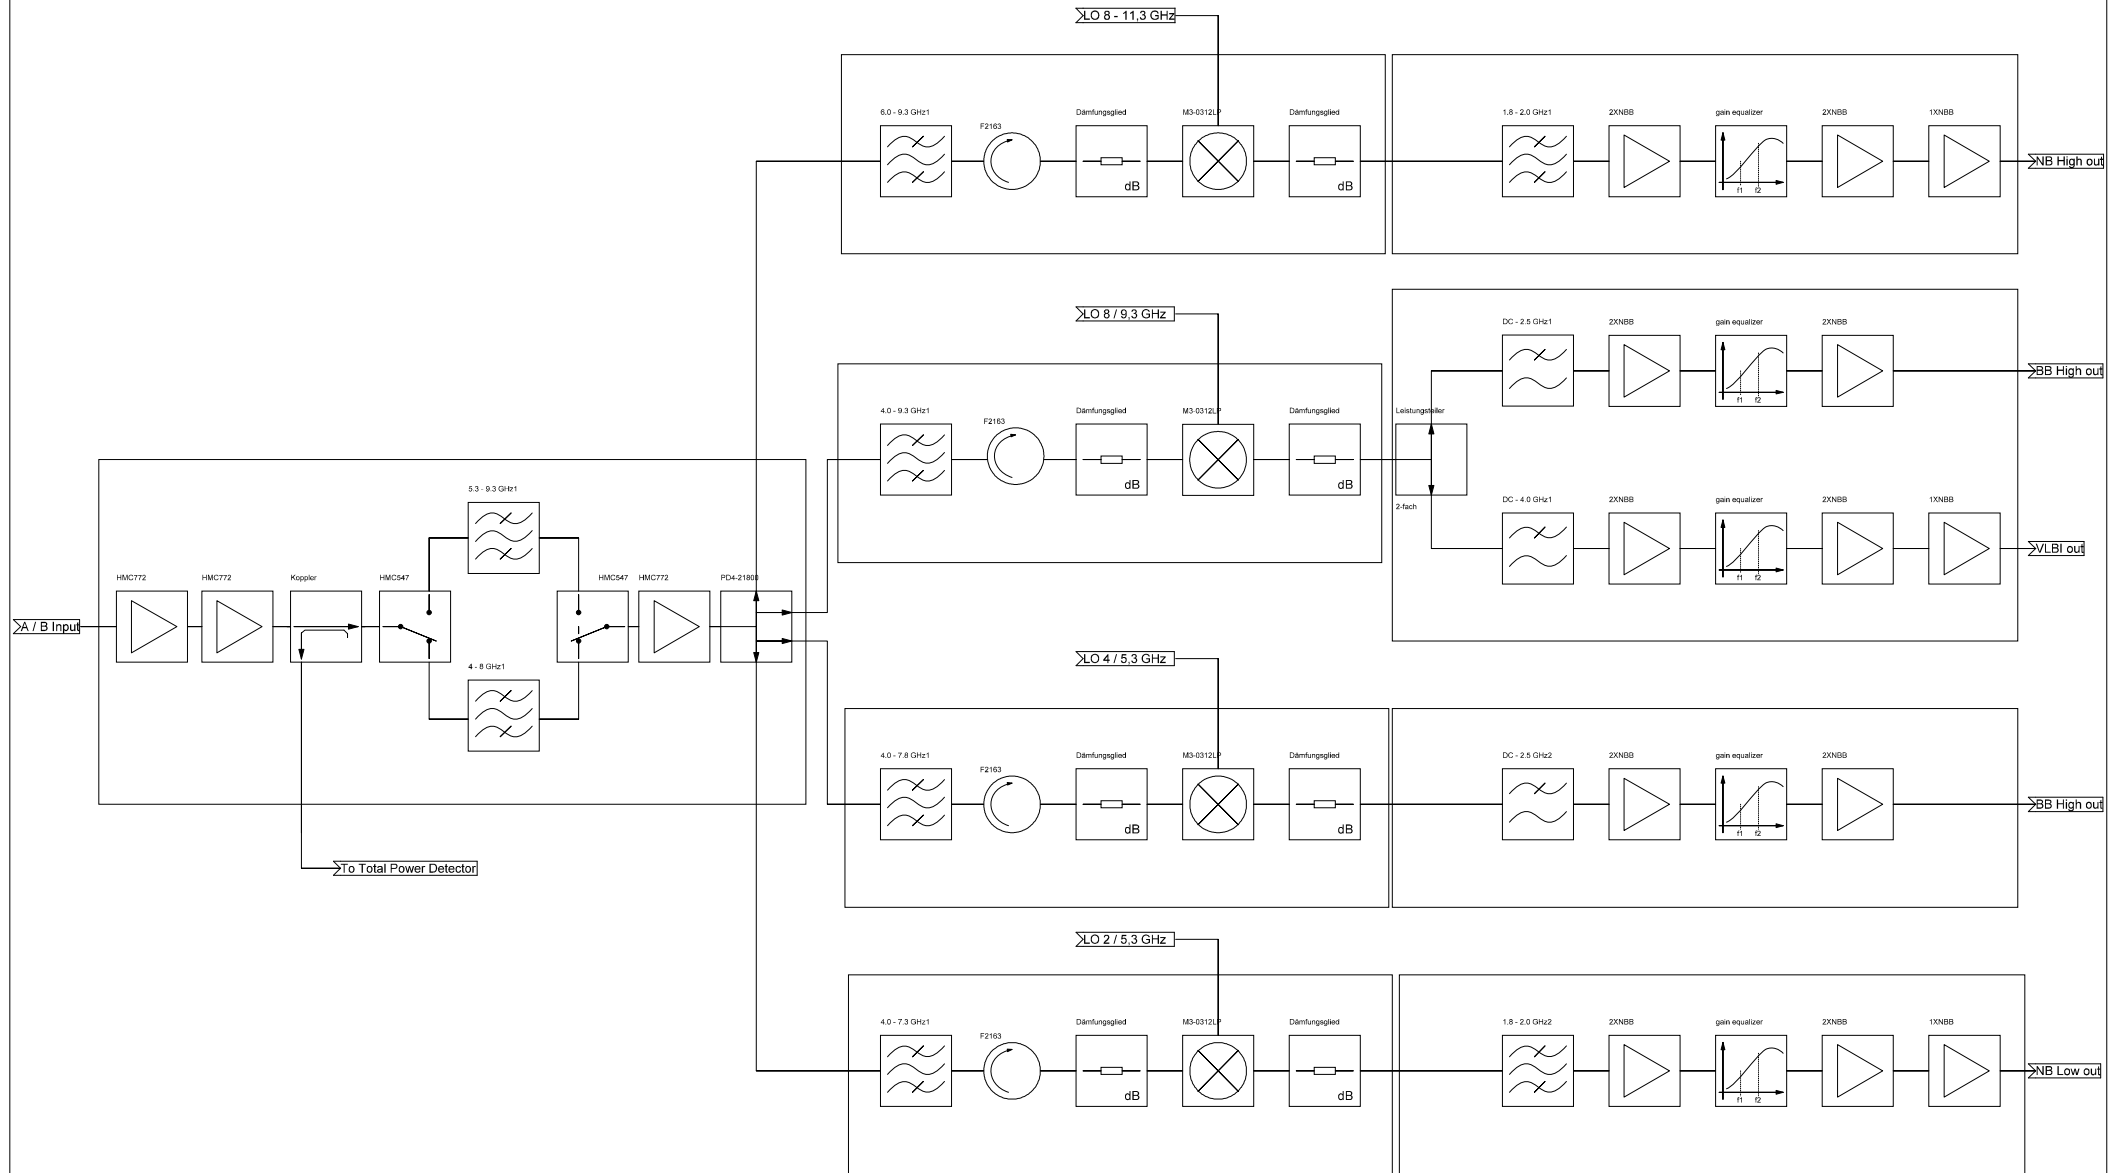 LO 8 - 11,3 GHz
6.0 - 9.3 GHz1
F2163
Dämfungsglied
dB
M3-0312LP
Dämfungsglied
dB
1.8 - 2.0 GHz1
2XNBB
gain equalizer
f1
f2
2XNBB
1XNBB
NB High out
LO 8 / 9,3 GHz
4.0 - 9.3 GHz1
F2163
Dämfungsglied
dB
M3-0312LP
Dämfungsglied
dB
Leistungsteiler
2-fach
DC - 2.5 GHz1
2XNBB
gain equalizer
f1
f2
2XNBB
BB High out
DC - 4.0 GHz1
2XNBB
gain equalizer
f1
f2
2XNBB
1XNBB
VLBI out
A / B Input
HMC772
HMC772
Koppler
HMC547
5.3 - 9.3 GHz1
4 - 8 GHz1
HMC547
HMC772
PD4-21800
To Total Power Detector
LO 4 / 5,3 GHz
4.0 - 7.8 GHz1
F2163
Dämfungsglied
dB
M3-0312LP
Dämfungsglied
dB
DC - 2.5 GHz2
2XNBB
gain equalizer
f1
f2
2XNBB
BB High out
LO 2 / 5,3 GHz
4.0 - 7.3 GHz1
F2163
Dämfungsglied
dB
M3-0312LP
Dämfungsglied
dB
1.8 - 2.0 GHz2
2XNBB
gain equalizer
f1
f2
2XNBB
1XNBB
NB Low out